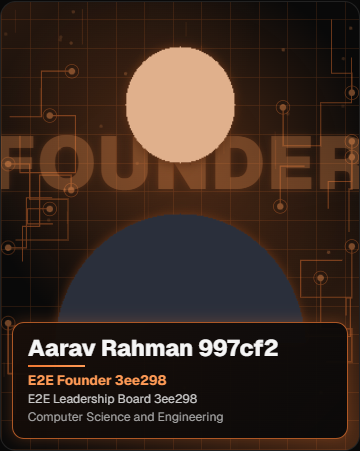 FOUNDER
Aarav Rahman 997cf2
E2E Founder 3ee298
E2E Leadership Board 3ee298
Computer Science and Engineering